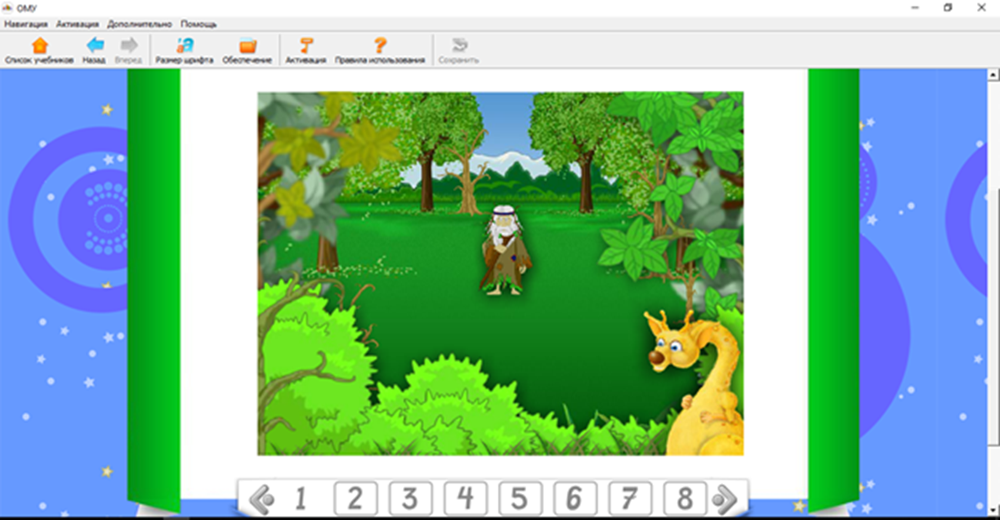 ОМУ
Навигация Активация Дополнительно Помощь
Список учебников Назад Вперед Размер шрифта Обеспечение Активация Правила использования Сохранить
1 2 3 4 5 6 7 8